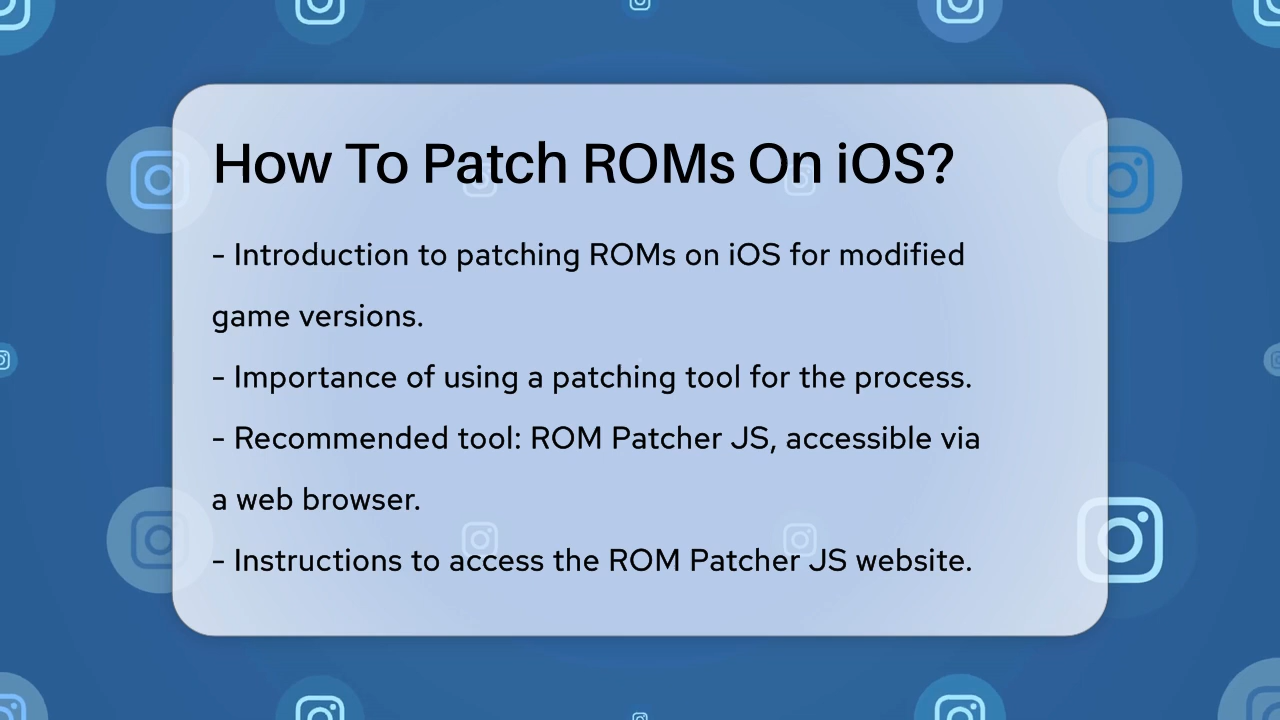 How To Patch ROMs On iOS?
- Introduction to patching ROMs on iOS for modified
game versions.
- Importance of using a patching tool for the process.
- Recommended tool: ROM Patcher JS, accessible via
a web browser.
- Instructions to access the ROM Patcher JS website.